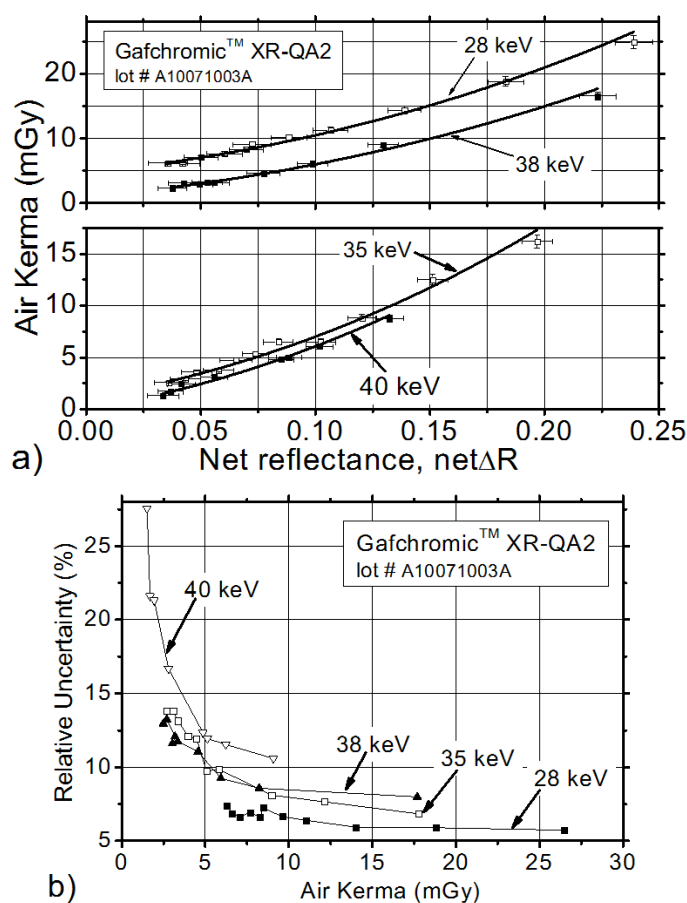 a)
Gafchromic™ XR-QA2
lot # A10071003A
28 keV
38 keV
20
10
0
Air Kerma (mGy)
35 keV
40 keV
15
10
5
0
0.00 0.05 0.10 0.15 0.20 0.25
Net reflectance, netΔR
Gafchromic™ XR-QA2
lot # A10071003A
40 keV
38 keV
35 keV
28 keV
25
20
15
10
5
Relative Uncertainty (%)
0 5 10 15 20 25 30
Air Kerma (mGy)
b)